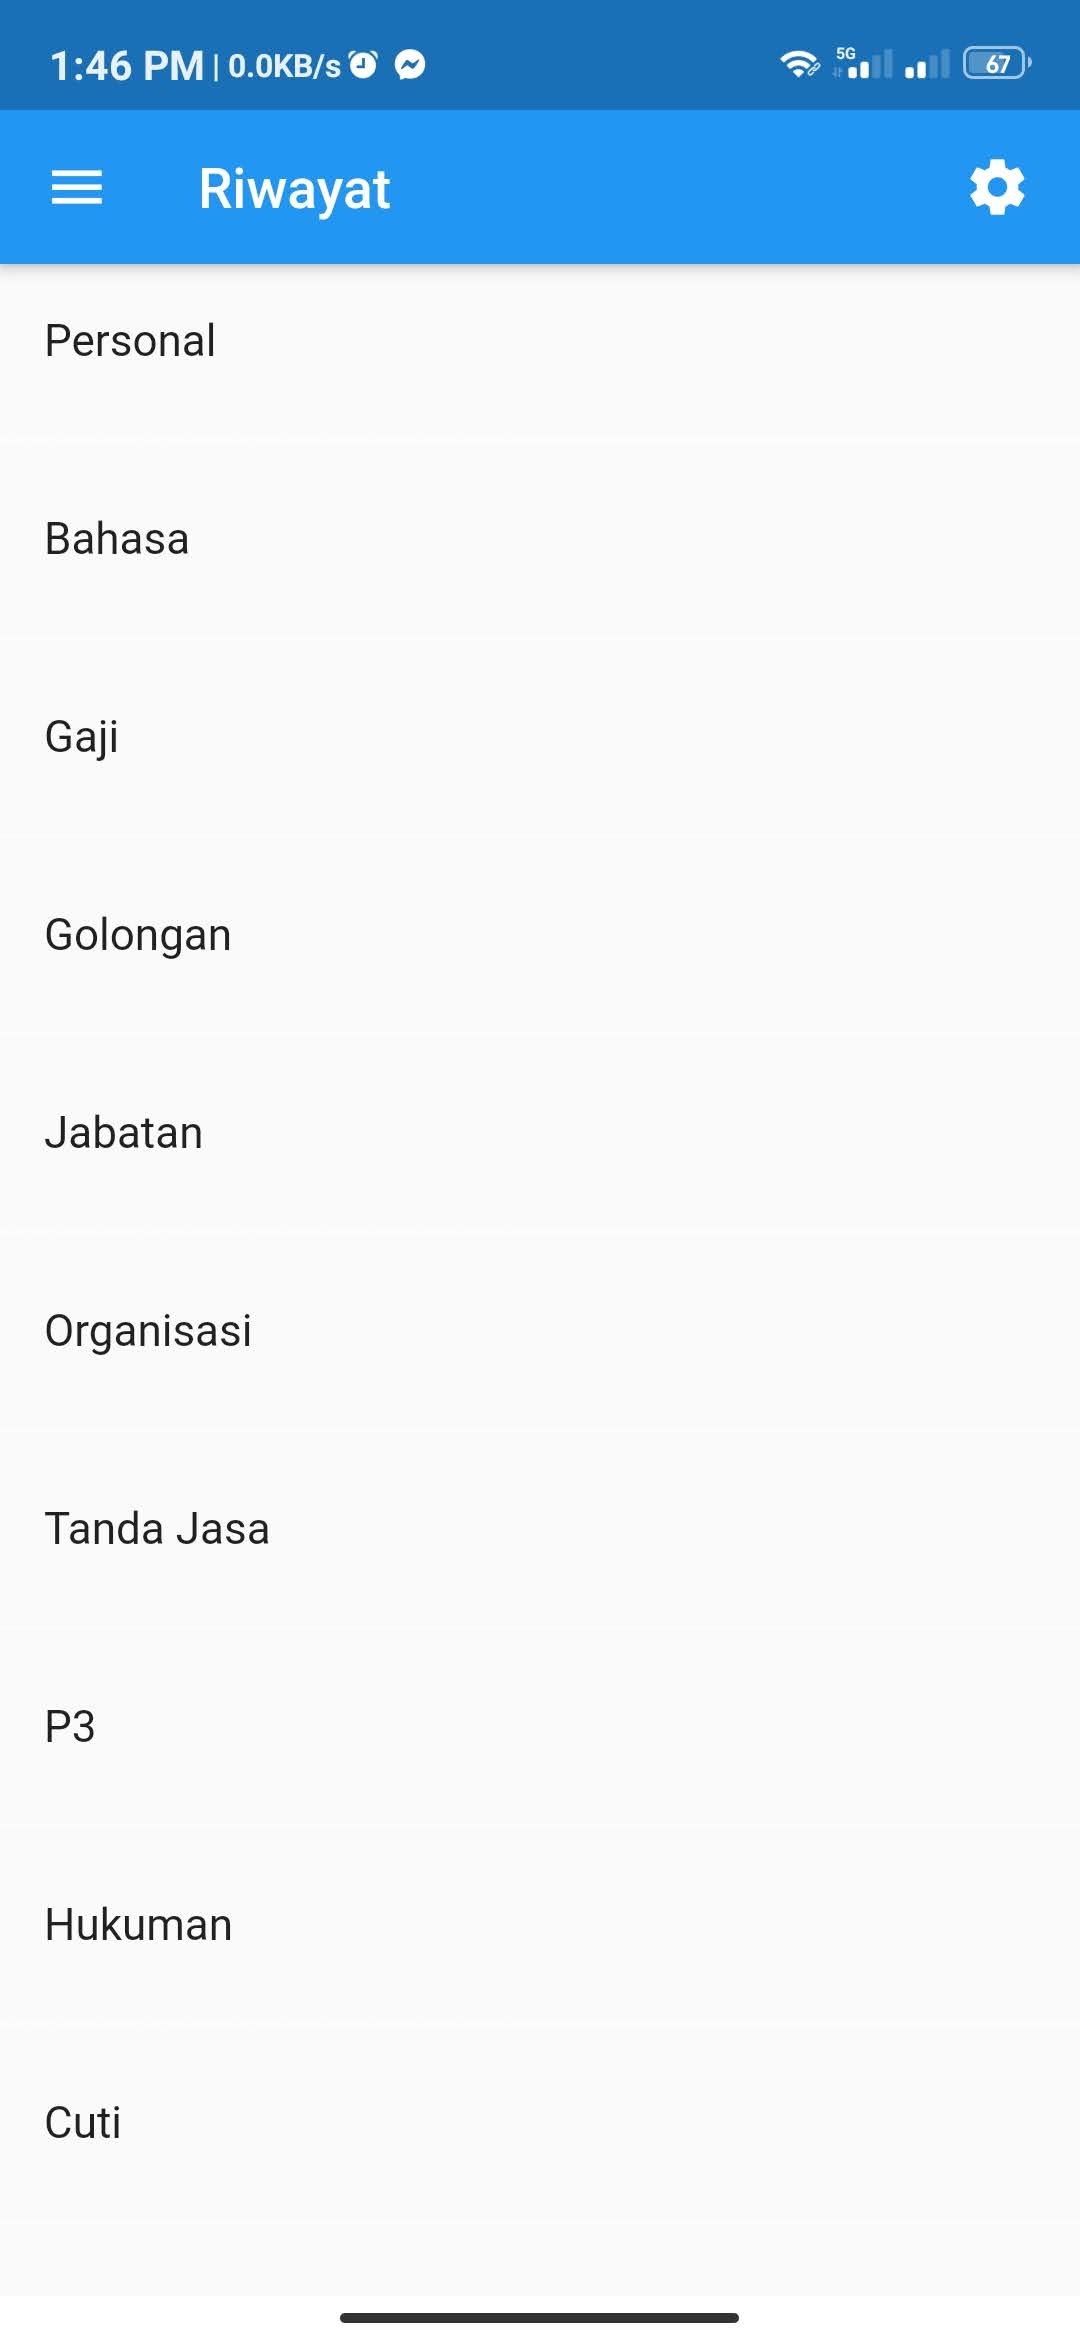 1:46 PM | 0.0KB/s 5G 67
Riwayat
Personal
Bahasa
Gaji
Golongan
Jabatan
Organisasi
Tanda Jasa
P3
Hukuman
Cuti